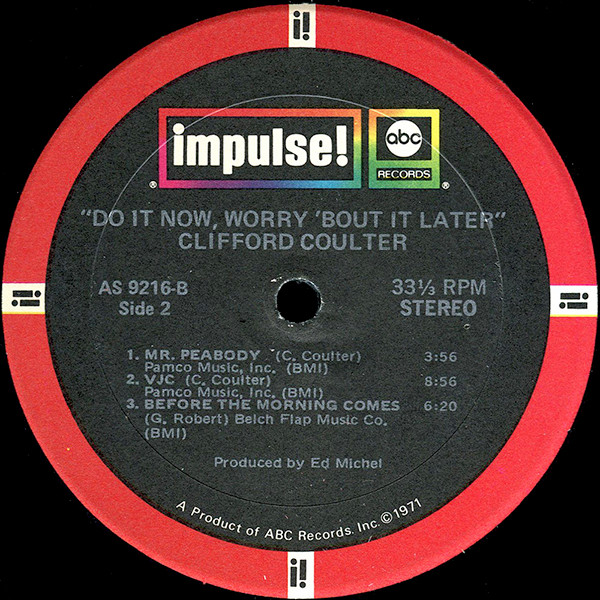 impulse!
abc
RECORDS
® ®
"DO IT NOW, WORRY 'BOUT IT LATER"
CLIFFORD COULTER
AS 9216-B 33⅓ RPM
Side 2 STEREO
1. MR. PEABODY (C. Coulter) 3:56
Pamco Music, Inc. (BMI)
2. VJC (C. Coulter) 8:56
Pamco Music, Inc. (BMI)
3. BEFORE THE MORNING COMES 6:20
(G. Robert) Belch Flap Music Co.
(BMI)
Produced by Ed Michel
A Product of ABC Records, Inc. © 1971